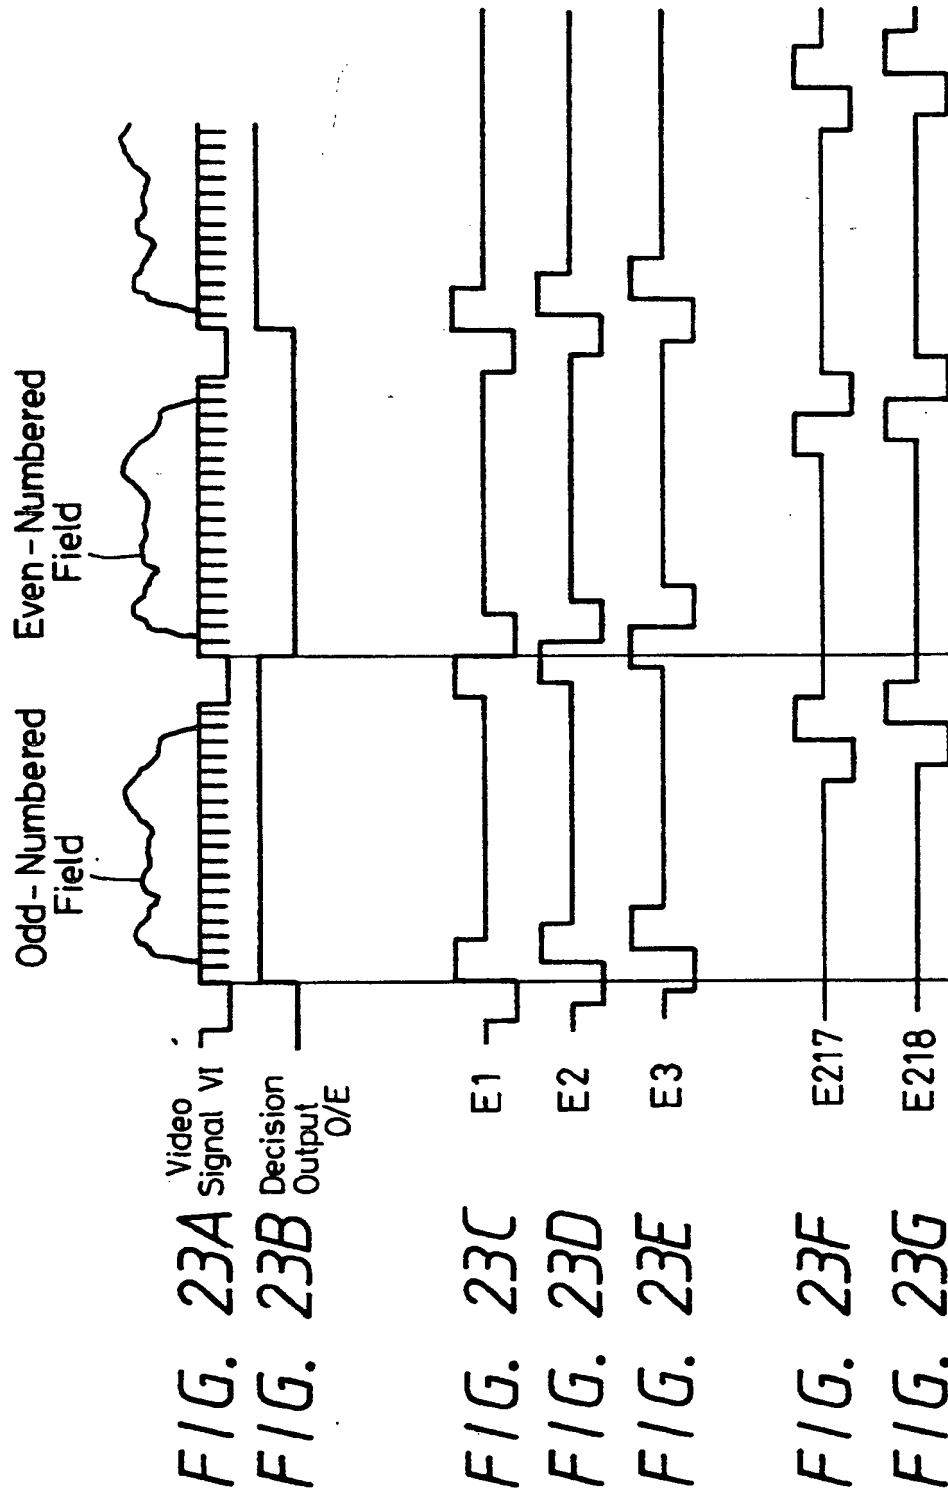 Odd-Numbered
Field
Even-Numbered
Field
FIG. 23A
Video
Signal VI
FIG. 23B
Decision
Output
O/E
FIG. 23C
E1
FIG. 23D
E2
FIG. 23E
E3
FIG. 23F
E217
FIG. 23G
E218